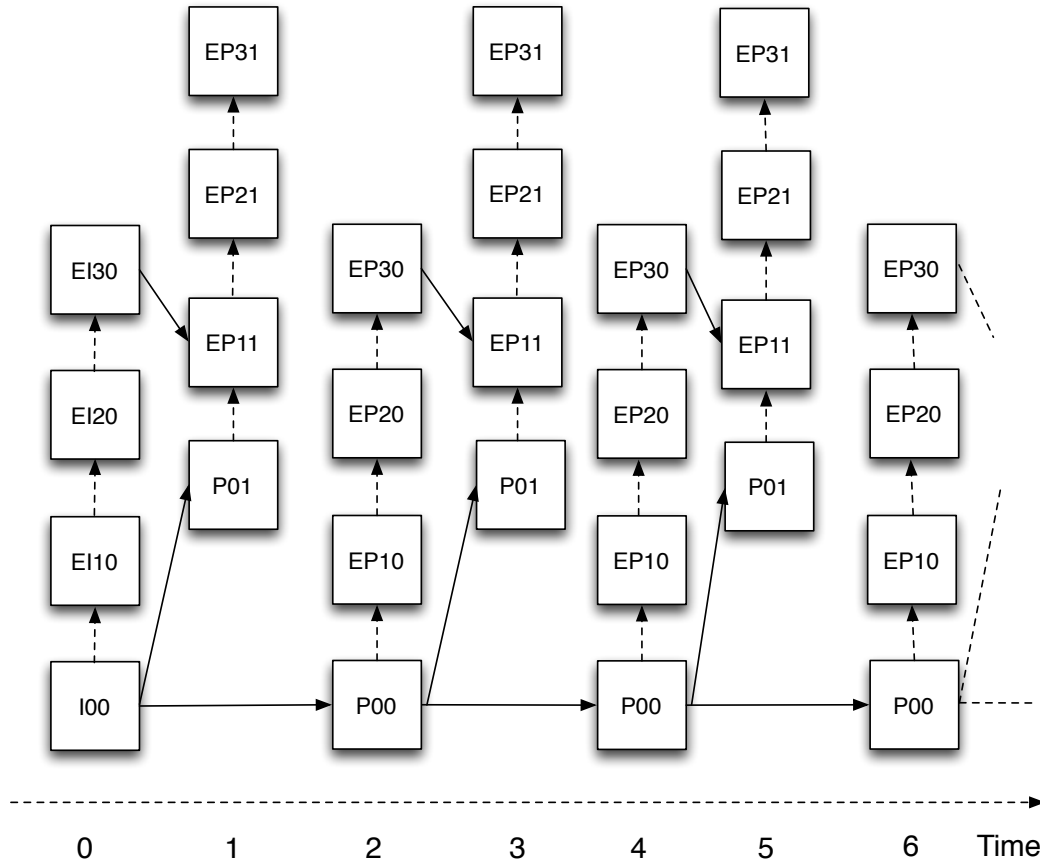 EP31 EP31 EP31
EP21 EP21 EP21
EI30 EP30 EP30 EP30
EP11 EP11 EP11
EI20 EP20 EP20 EP20
P01 P01 P01
EI10 EP10 EP10 EP10
I00 P00 P00 P00
0 1 2 3 4 5 6 Time